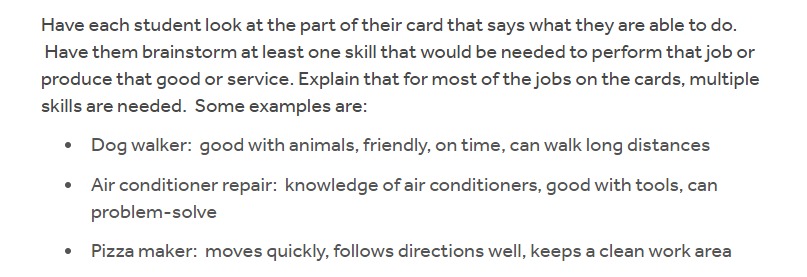 Have each student look at the part of their card that says what they are able to do.
Have them brainstorm at least one skill that would be needed to perform that job or
produce that good or service. Explain that for most of the jobs on the cards, multiple
skills are needed.  Some examples are:
• Dog walker:  good with animals, friendly, on time, can walk long distances
• Air conditioner repair:  knowledge of air conditioners, good with tools, can
problem-solve
• Pizza maker:  moves quickly, follows directions well, keeps a clean work area